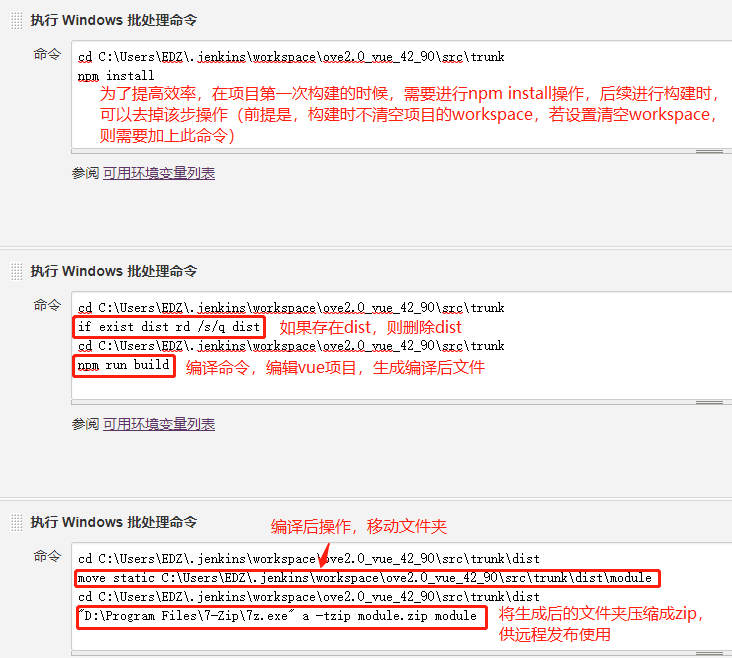 执行 Windows 批处理命令
命令
cd C:\Users\EDZ\.jenkins\workspace\ove2.0_vue_42_90\src\trunk
npm install
为了提高效率，在项目第一次构建的时候，需要进行npm install操作，后续进行构建时，
可以去掉该步操作（前提是，构建时不清空项目的workspace，若设置清空workspace，
则需要加上此命令）
参阅 可用环境变量列表
执行 Windows 批处理命令
命令
cd C:\Users\EDZ\.jenkins\workspace\ove2.0_vue_42_90\src\trunk
if exist dist rd /s/q dist 如果存在dist，则删除dist
cd C:\Users\EDZ\.jenkins\workspace\ove2.0_vue_42_90\src\trunk
npm run build 编译命令，编辑vue项目，生成编译后文件
参阅 可用环境变量列表
执行 Windows 批处理命令
编译后操作，移动文件夹
命令
cd C:\Users\EDZ\.jenkins\workspace\ove2.0_vue_42_90\src\trunk\dist
move static C:\Users\EDZ\.jenkins\workspace\ove2.0_vue_42_90\src\trunk\dist\module
cd C:\Users\EDZ\.jenkins\workspace\ove2.0_vue_42_90\src\trunk\dist
"D:\Program Files\7-Zip\7z.exe" a -tzip module.zip module
将生成后的文件夹压缩成zip，
供远程发布使用